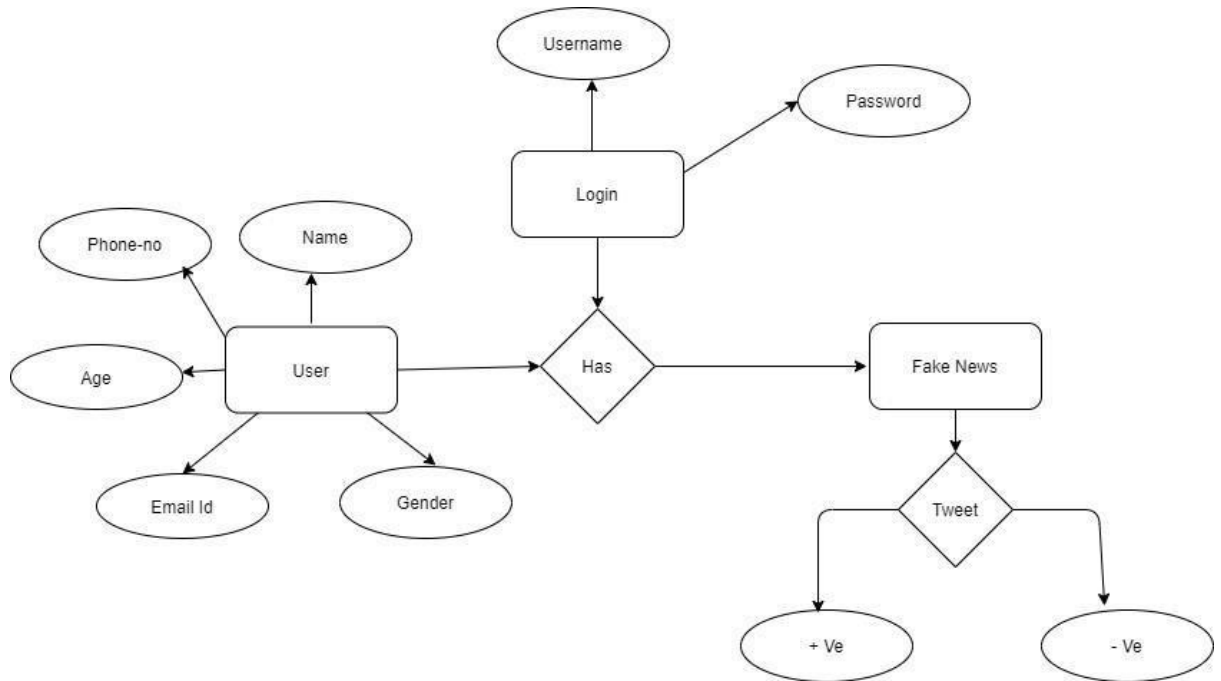 Username
Password
Login
Phone-no
Name
Age
User
Has
Fake News
Email Id
Gender
Tweet
+ Ve
- Ve